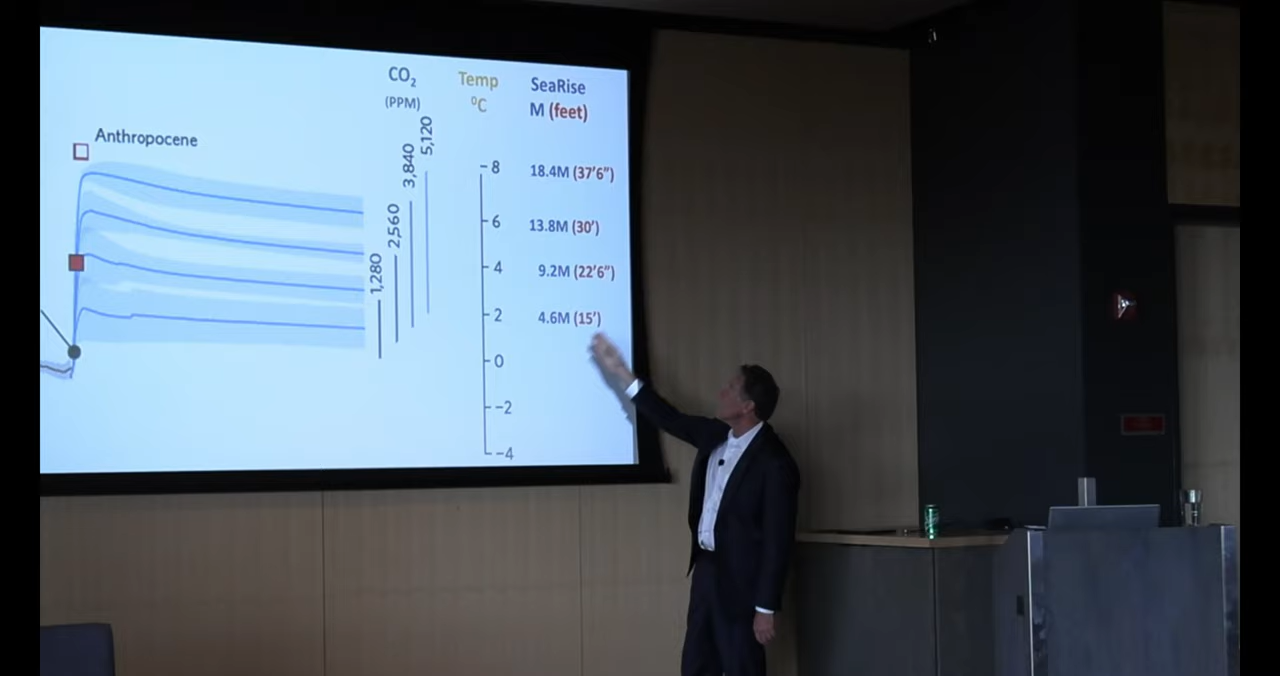 Anthropocene
CO₂
(PPM)
1,280
2,560
3,840
5,120
Temp
⁰C
8
6
4
2
0
−2
−4
SeaRise
M (feet)
18.4M (37'6")
13.8M (30')
9.2M (22'6")
4.6M (15')